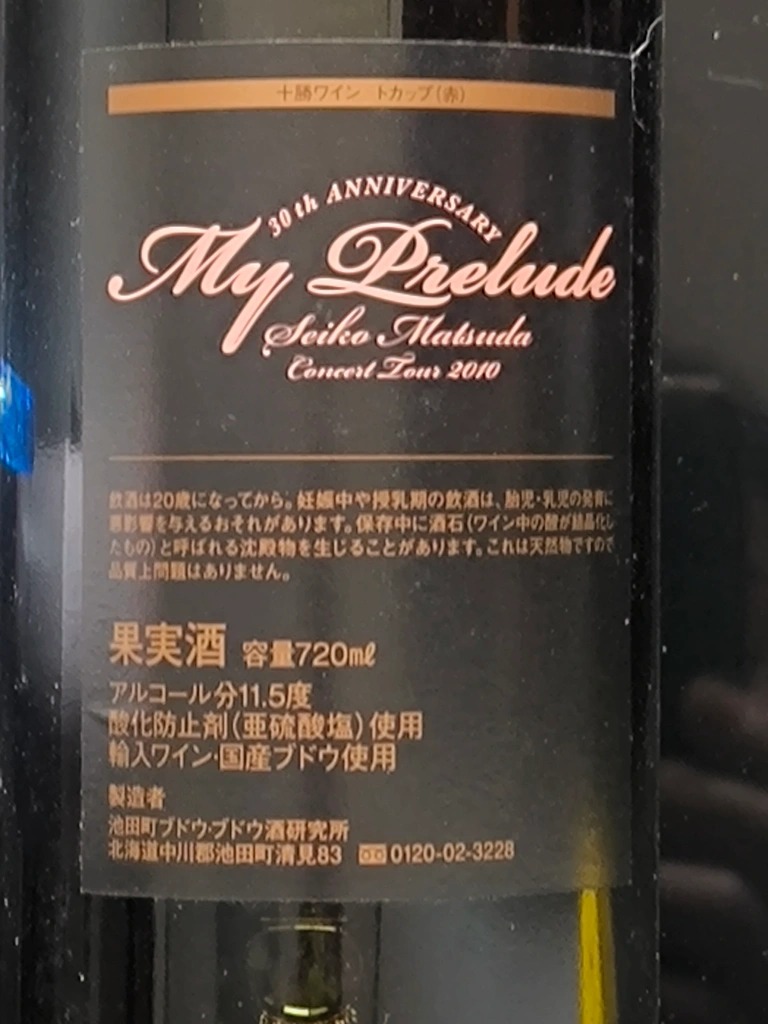 十勝ワイン トカップ(赤)
30th ANNIVERSARY
My Prelude
Seiko Matsuda
Concert Tour 2010
飲酒は20歳になってから。妊娠中や授乳期の飲酒は、胎児・乳児の発育に
悪影響を与えるおそれがあります。保存中に酒石(ワイン中の酸が結晶化し
たもの)と呼ばれる沈殿物を生じることがあります。これは天然物ですので
品質上問題はありません。
果実酒 容量720mℓ
アルコール分11.5度
酸化防止剤(亜硫酸塩)使用
輸入ワイン・国産ブドウ使用
製造者
池田町ブドウ・ブドウ酒研究所
北海道中川郡池田町清見83 0120-02-3228